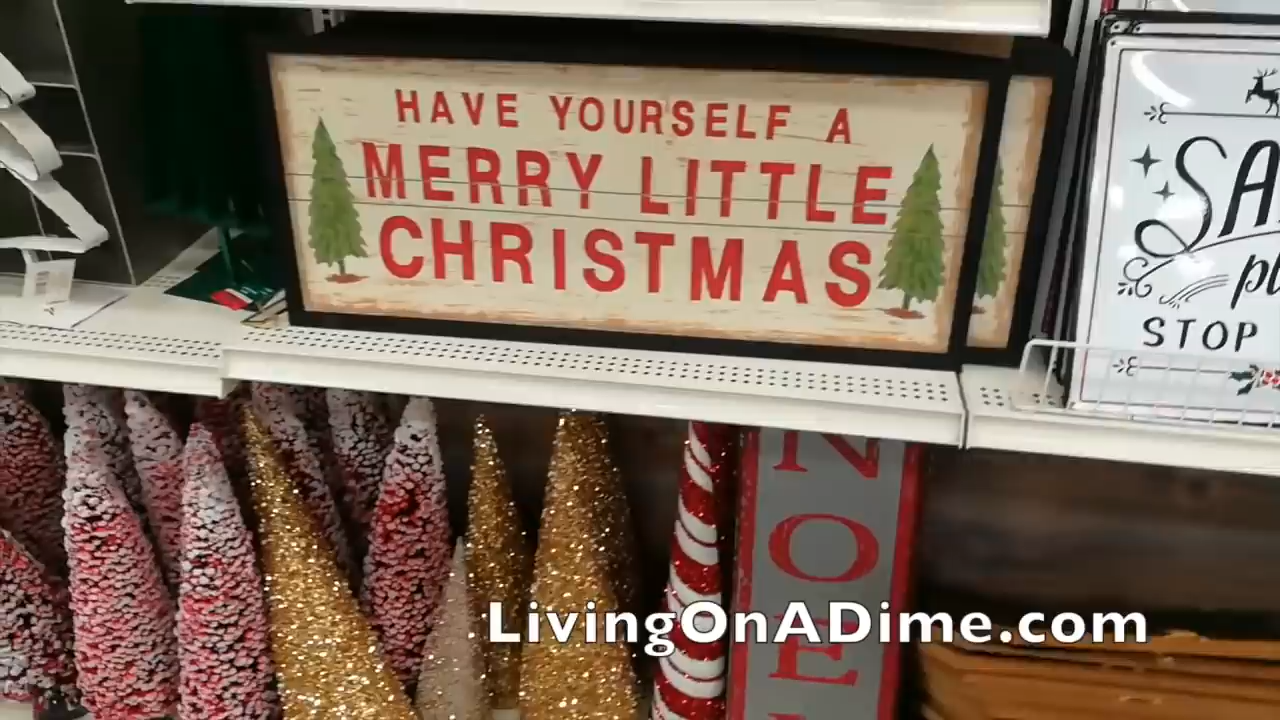 HAVE YOURSELF A
MERRY LITTLE
CHRISTMAS
STOP
NOE
LivingOnADime.com